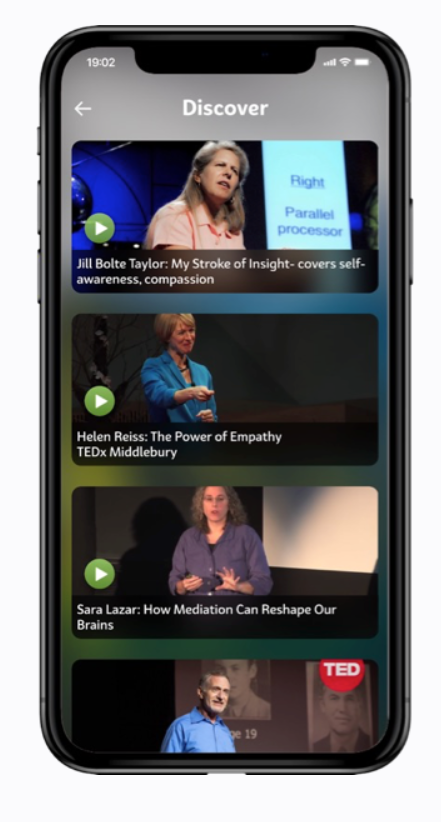 19:02
Discover
Right
Parallel
processor
Jill Bolte Taylor: My Stroke of Insight- covers self-
awareness, compassion
Helen Reiss: The Power of Empathy
TEDx Middlebury
Sara Lazar: How Mediation Can Reshape Our
Brains
TED
ge 19